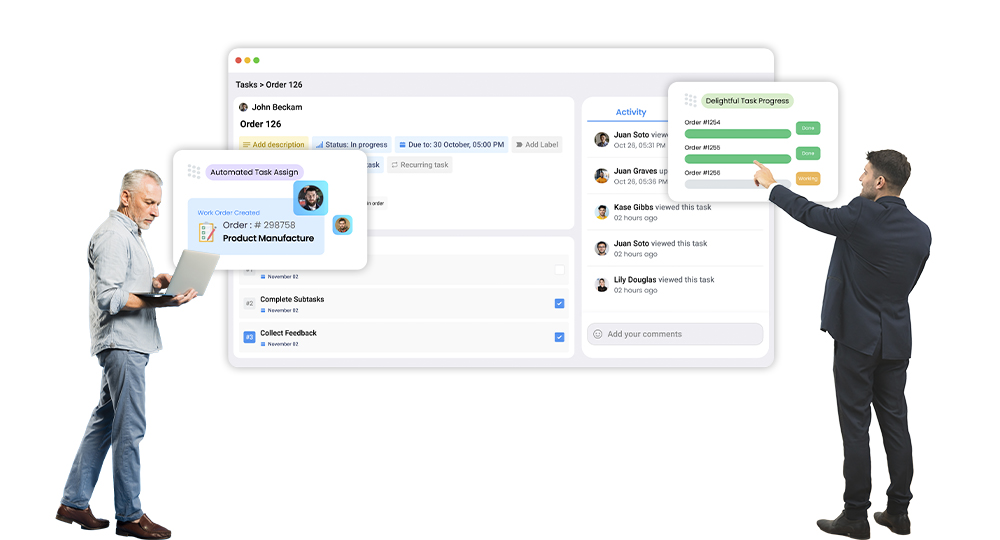 Tasks > Order 126
John Beckam
Order 126
Add description
Status: In progress
Due to: 30 October, 05:00 PM
Add Label
Recurring task
Automated Task Assign
Work Order Created
Order : # 298758
Product Manufacture
November 02
#2
Complete Subtasks
November 02
#3
Collect Feedback
November 02
Activity
Juan Soto
Oct 26, 05:31 PM
Juan Graves
Oct 26, 05:36 PM
Kase Gibbs viewed this task
02 hours ago
Juan Soto viewed this task
02 hours ago
Lily Douglas viewed this task
02 hours ago
Add your comments
Delightful Task Progress
Order #1254
Done
Order #1255
Done
Order #1256
Working